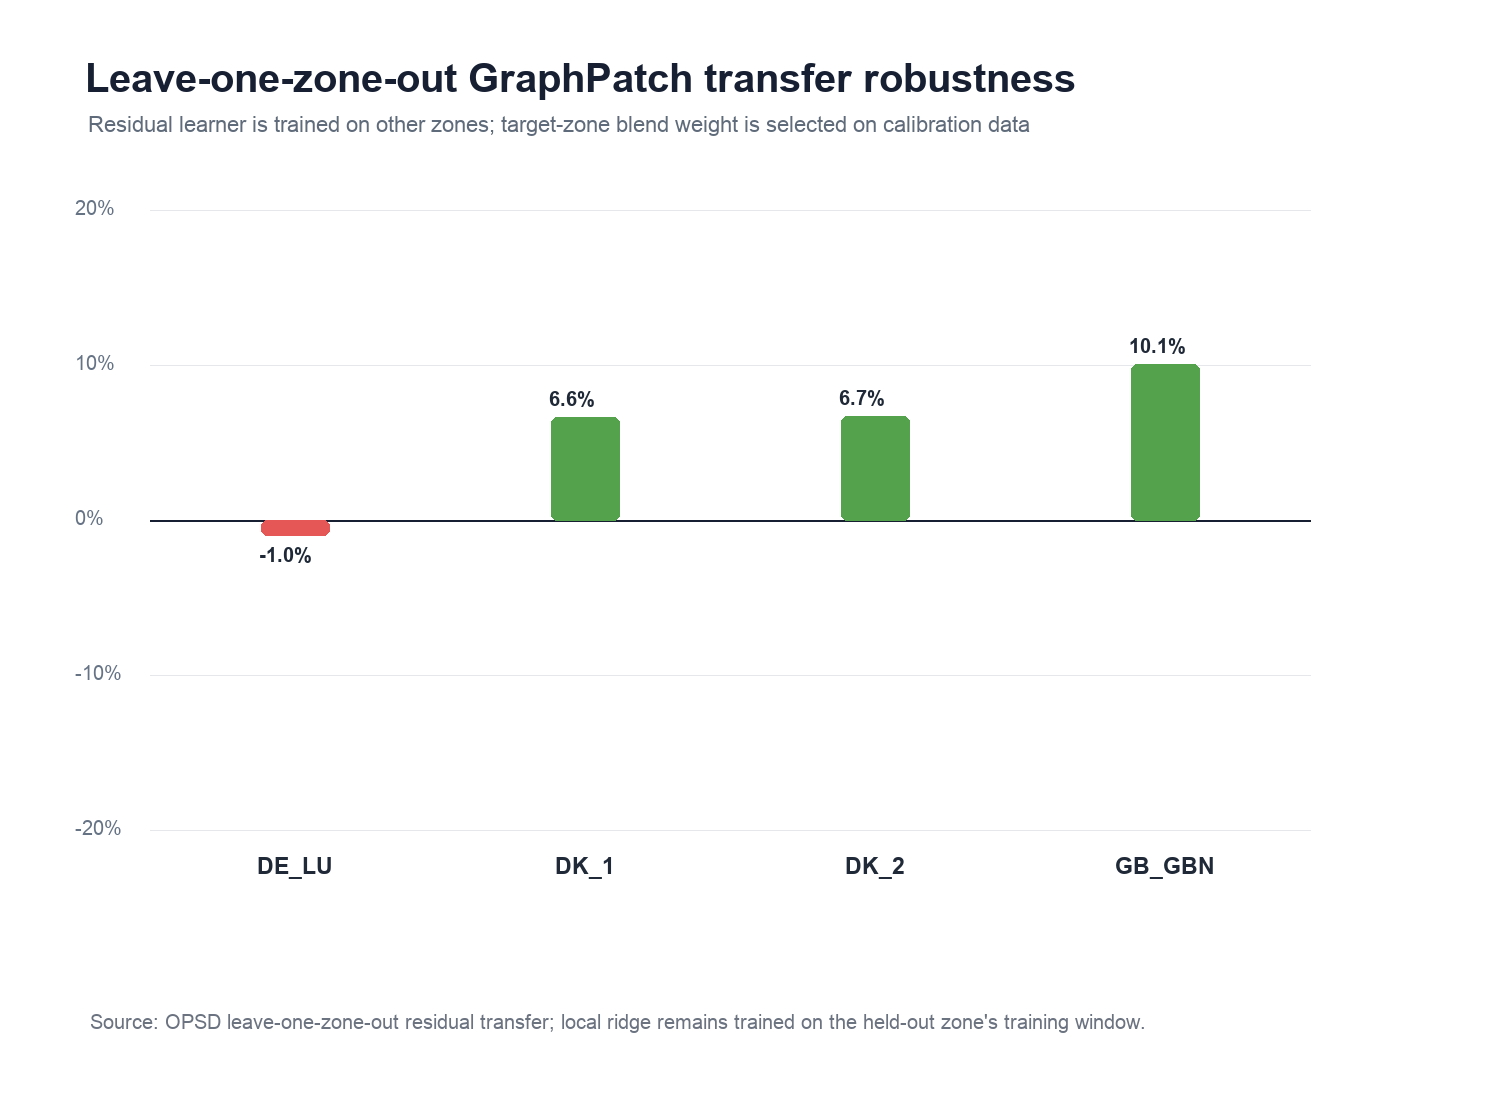 Leave-one-zone-out GraphPatch transfer robustness
Residual learner is trained on other zones; target-zone blend weight is selected on calibration data
20%
10%
10.1%
6.6%
6.7%
0%
-1.0%
-10%
-20%
DE_LU
DK_1
DK_2
GB_GBN
Source: OPSD leave-one-zone-out residual transfer; local ridge remains trained on the held-out zone's training window.